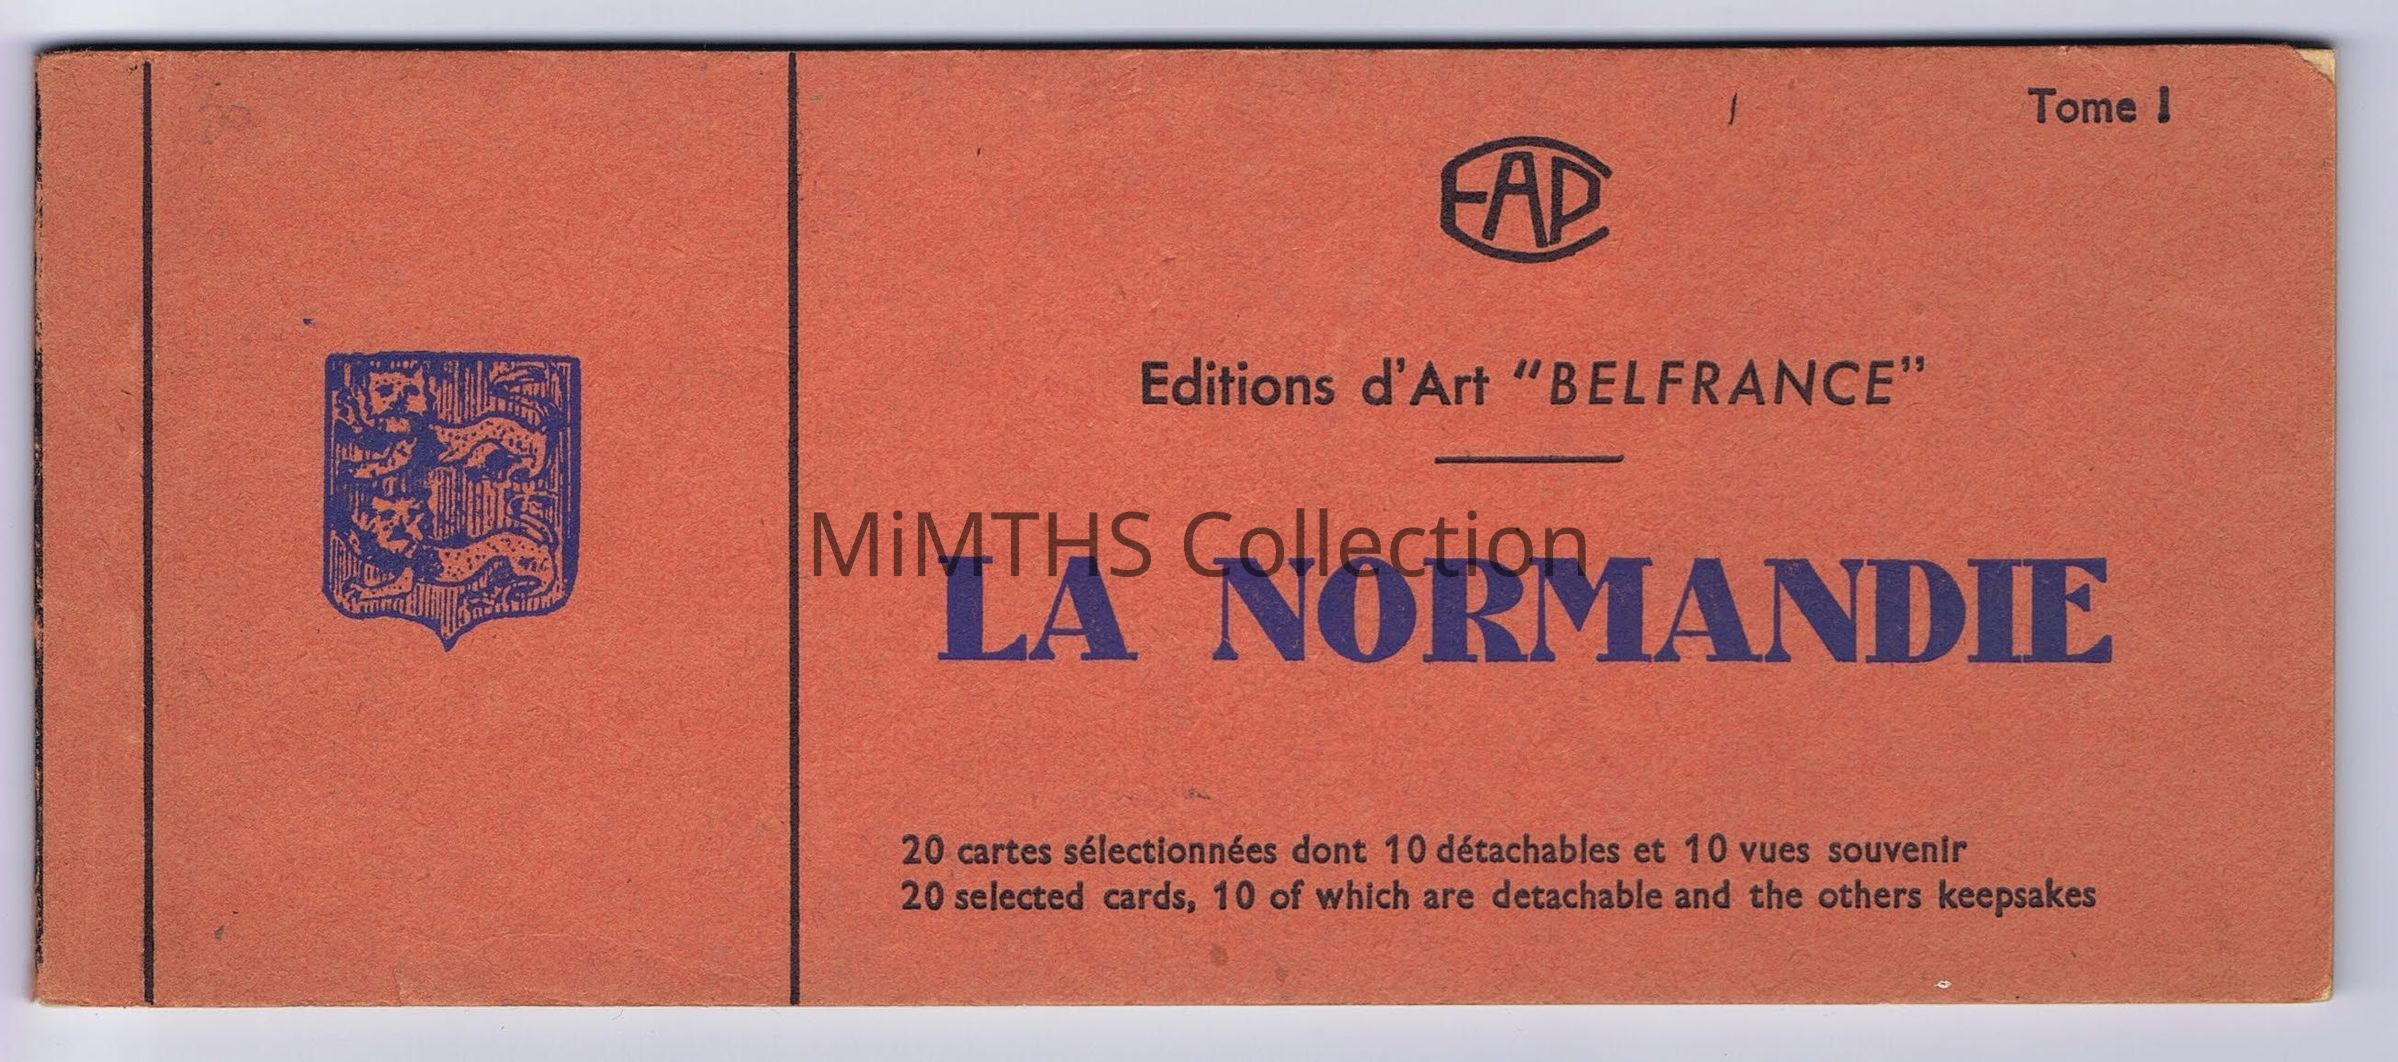 Tome I
EAP
Editions d'Art "BELFRANCE"
MiMTHS Collection
LA NORMANDIE
20 cartes sélectionnées dont 10 détachables et 10 vues souvenir
20 selected cards, 10 of which are detachable and the others keepsakes